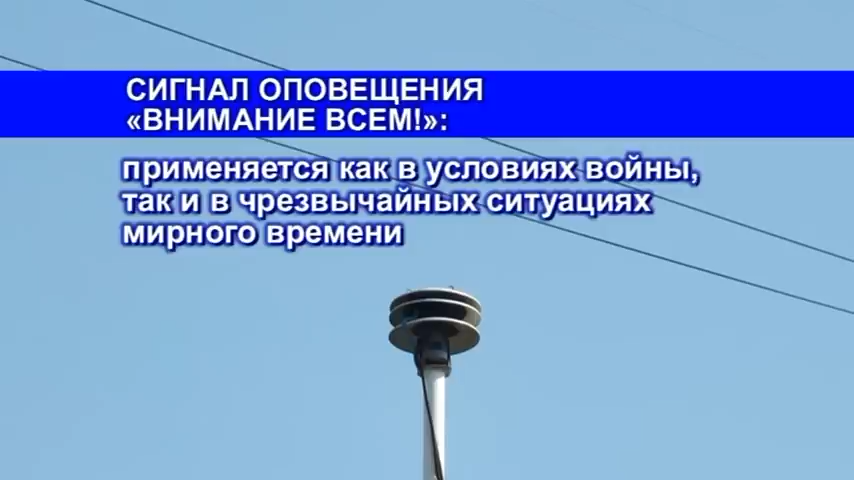 СИГНАЛ ОПОВЕЩЕНИЯ
«ВНИМАНИЕ ВСЕМ!»:
применяется как в условиях войны,
так и в чрезвычайных ситуациях
мирного времени